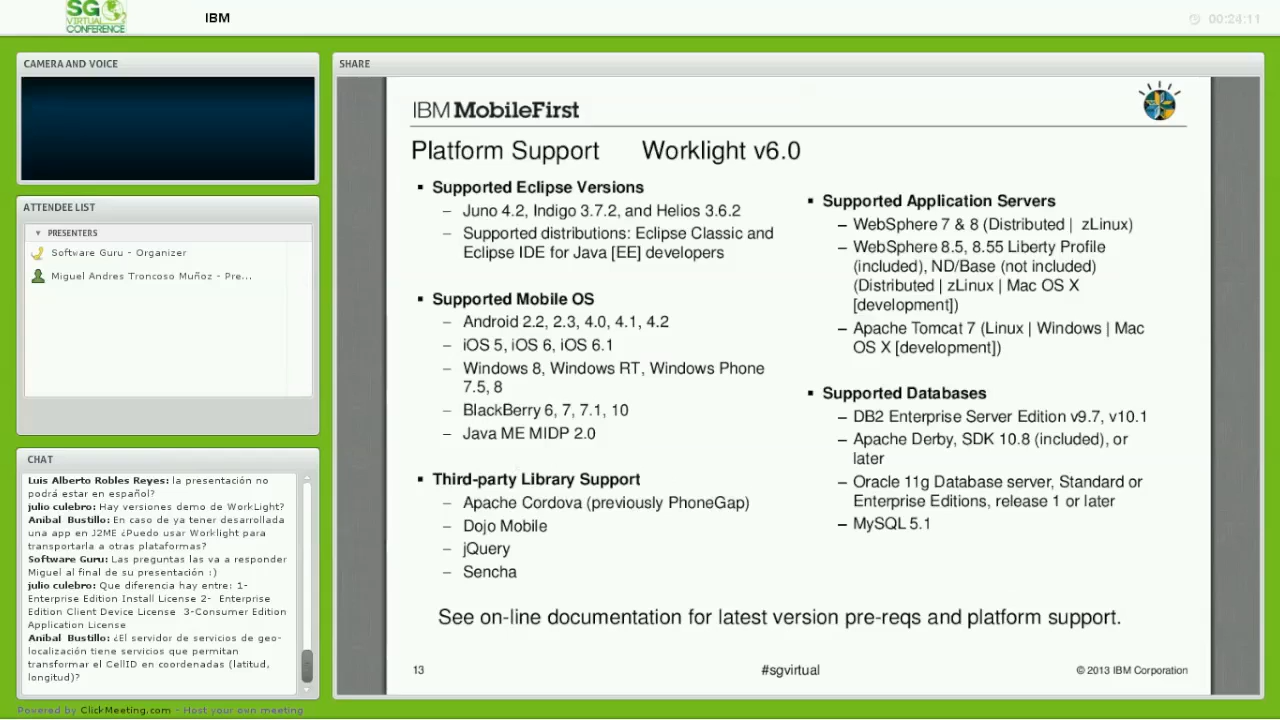 SG
VIRTUAL
CONFERENCE
IBM
00:24:11
CAMERA AND VOICE
ATTENDEE LIST
PRESENTERS
Software Guru - Organizer
Miguel Andres Troncoso Muñoz - Pre...
CHAT
Luis Alberto Robles Reyes: la presentación no
podrá estar en español?
julio culebro: Hay versiones demo de WorkLight?
Anibal Bustillo: En caso de ya tener desarrollada
una app en J2ME ¿Puedo usar Worklight para
transportarla a otras plataformas?
Software Guru: Las preguntas las va a responder
Miguel al final de su presentación :)
julio culebro: Que diferencia hay entre: 1-
Enterprise Edition Install License 2- Enterprise
Edition Client Device License 3-Consumer Edition
Application License
Anibal Bustillo: ¿El servidor de servicios de geo-
localización tiene servicios que permitan
transformar el CellID en coordenadas (latitud,
longitud)?
Powered by ClickMeeting.com - Host your own meeting
SHARE
IBM MobileFirst
Platform Support Worklight v6.0
▪ Supported Eclipse Versions
– Juno 4.2, Indigo 3.7.2, and Helios 3.6.2
– Supported distributions: Eclipse Classic and
Eclipse IDE for Java [EE] developers
▪ Supported Mobile OS
– Android 2.2, 2.3, 4.0, 4.1, 4.2
– iOS 5, iOS 6, iOS 6.1
– Windows 8, Windows RT, Windows Phone
7.5, 8
– BlackBerry 6, 7, 7.1, 10
– Java ME MIDP 2.0
▪ Third-party Library Support
– Apache Cordova (previously PhoneGap)
– Dojo Mobile
– jQuery
– Sencha
▪ Supported Application Servers
– WebSphere 7 & 8 (Distributed | zLinux)
– WebSphere 8.5, 8.55 Liberty Profile
(included), ND/Base (not included)
(Distributed | zLinux | Mac OS X
[development])
– Apache Tomcat 7 (Linux | Windows | Mac
OS X [development])
▪ Supported Databases
– DB2 Enterprise Server Edition v9.7, v10.1
– Apache Derby, SDK 10.8 (included), or
later
– Oracle 11g Database server, Standard or
Enterprise Editions, release 1 or later
– MySQL 5.1
See on-line documentation for latest version pre-reqs and platform support.
13
#sgvirtual
© 2013 IBM Corporation